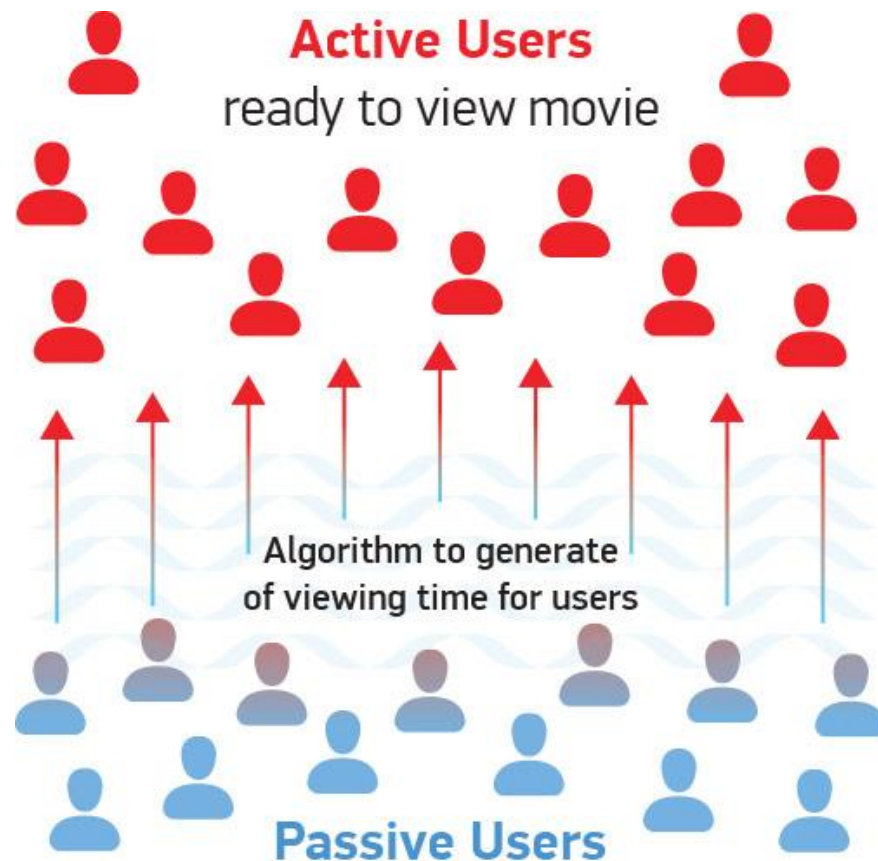 Active Users
ready to view movie
Algorithm to generate
of viewing time for users
Passive Users